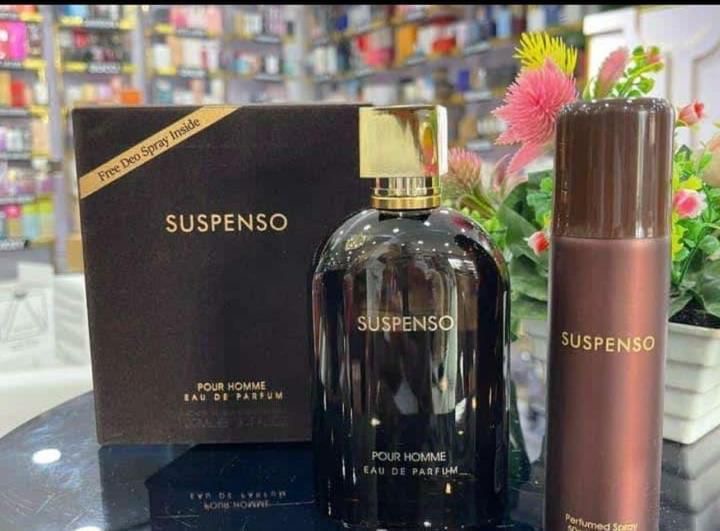 Free Deo Spray Inside
SUSPENSO
POUR HOMME
EAU DE PARFUM
SUSPENSO
POUR HOMME
EAU DE PARFUM
SUSPENSO
Perfumed Spray